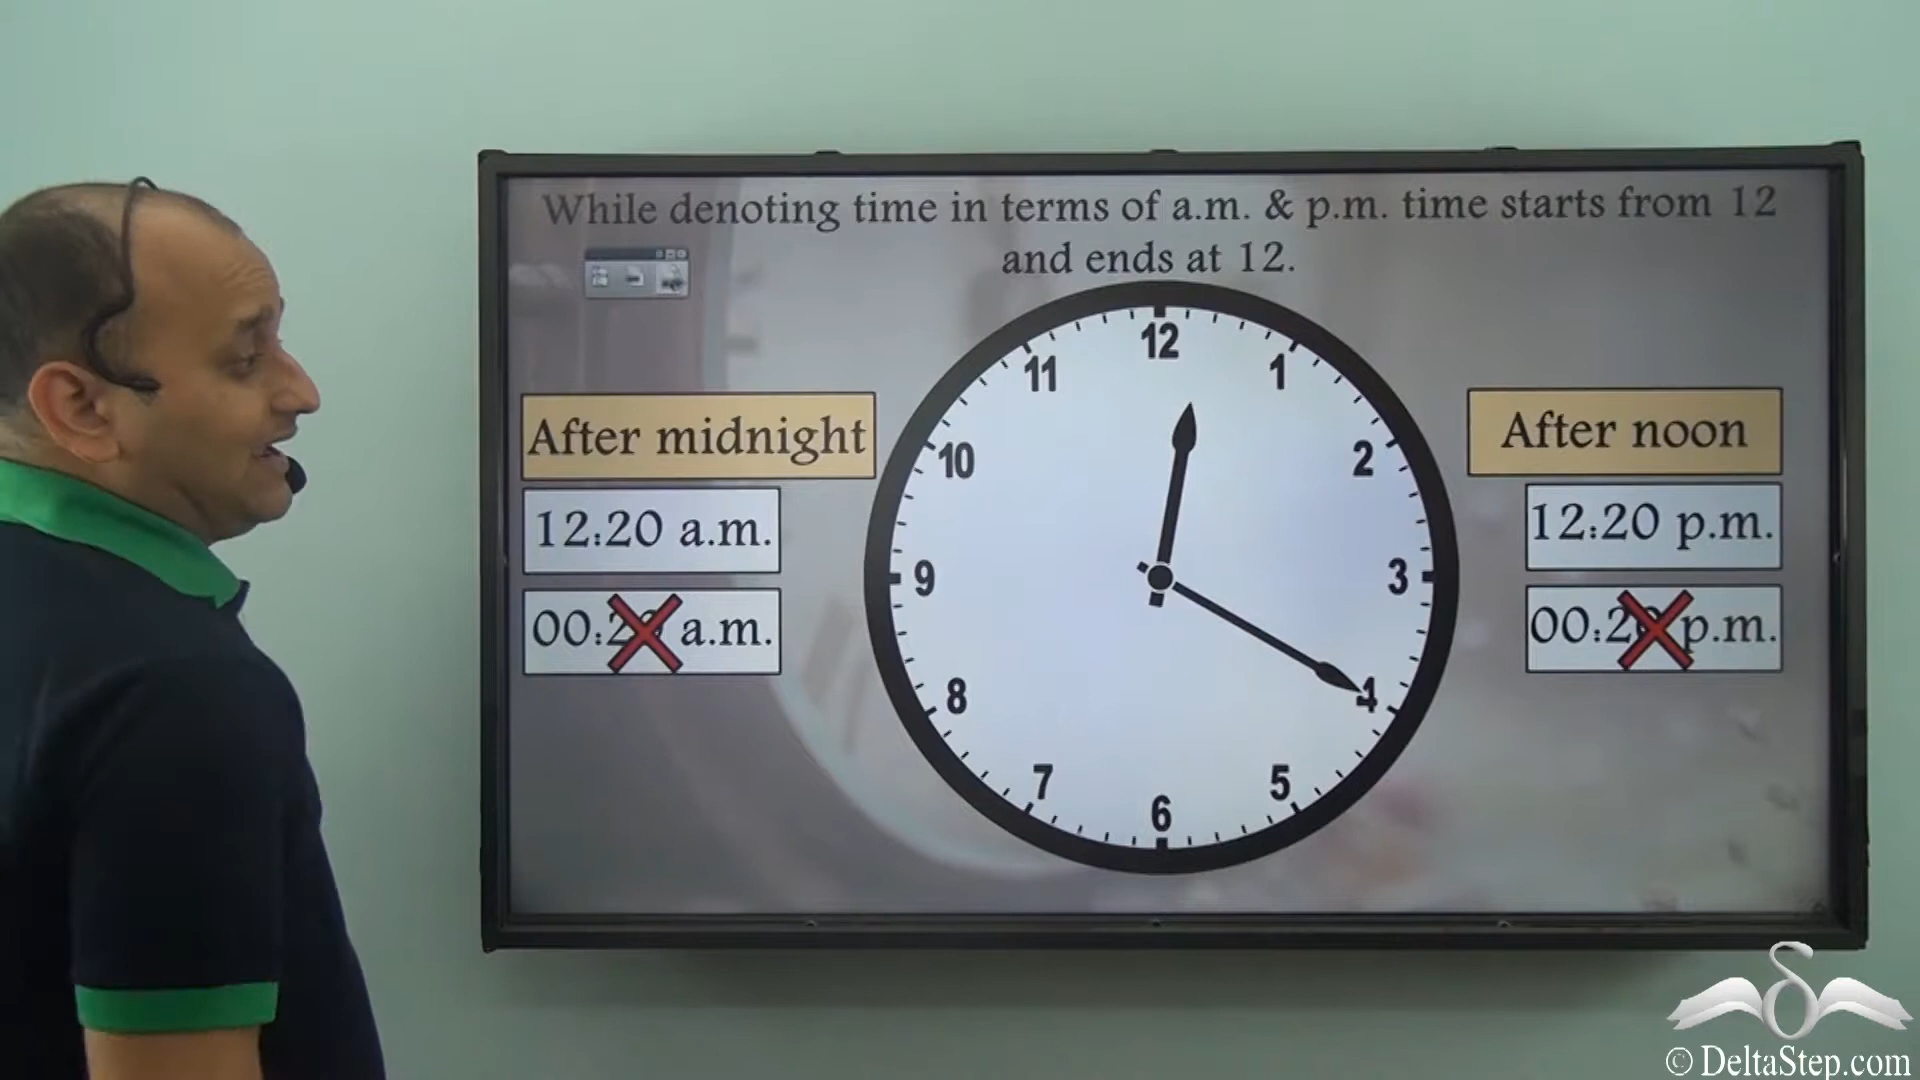 While denoting time in terms of a.m. & p.m. time starts from 12
and ends at 12.
12
1
2
3
4
5
6
7
8
9
10
11
After midnight
12:20 a.m.
00:20 a.m.
After noon
12:20 p.m.
00:20 p.m.
© DeltaStep.com